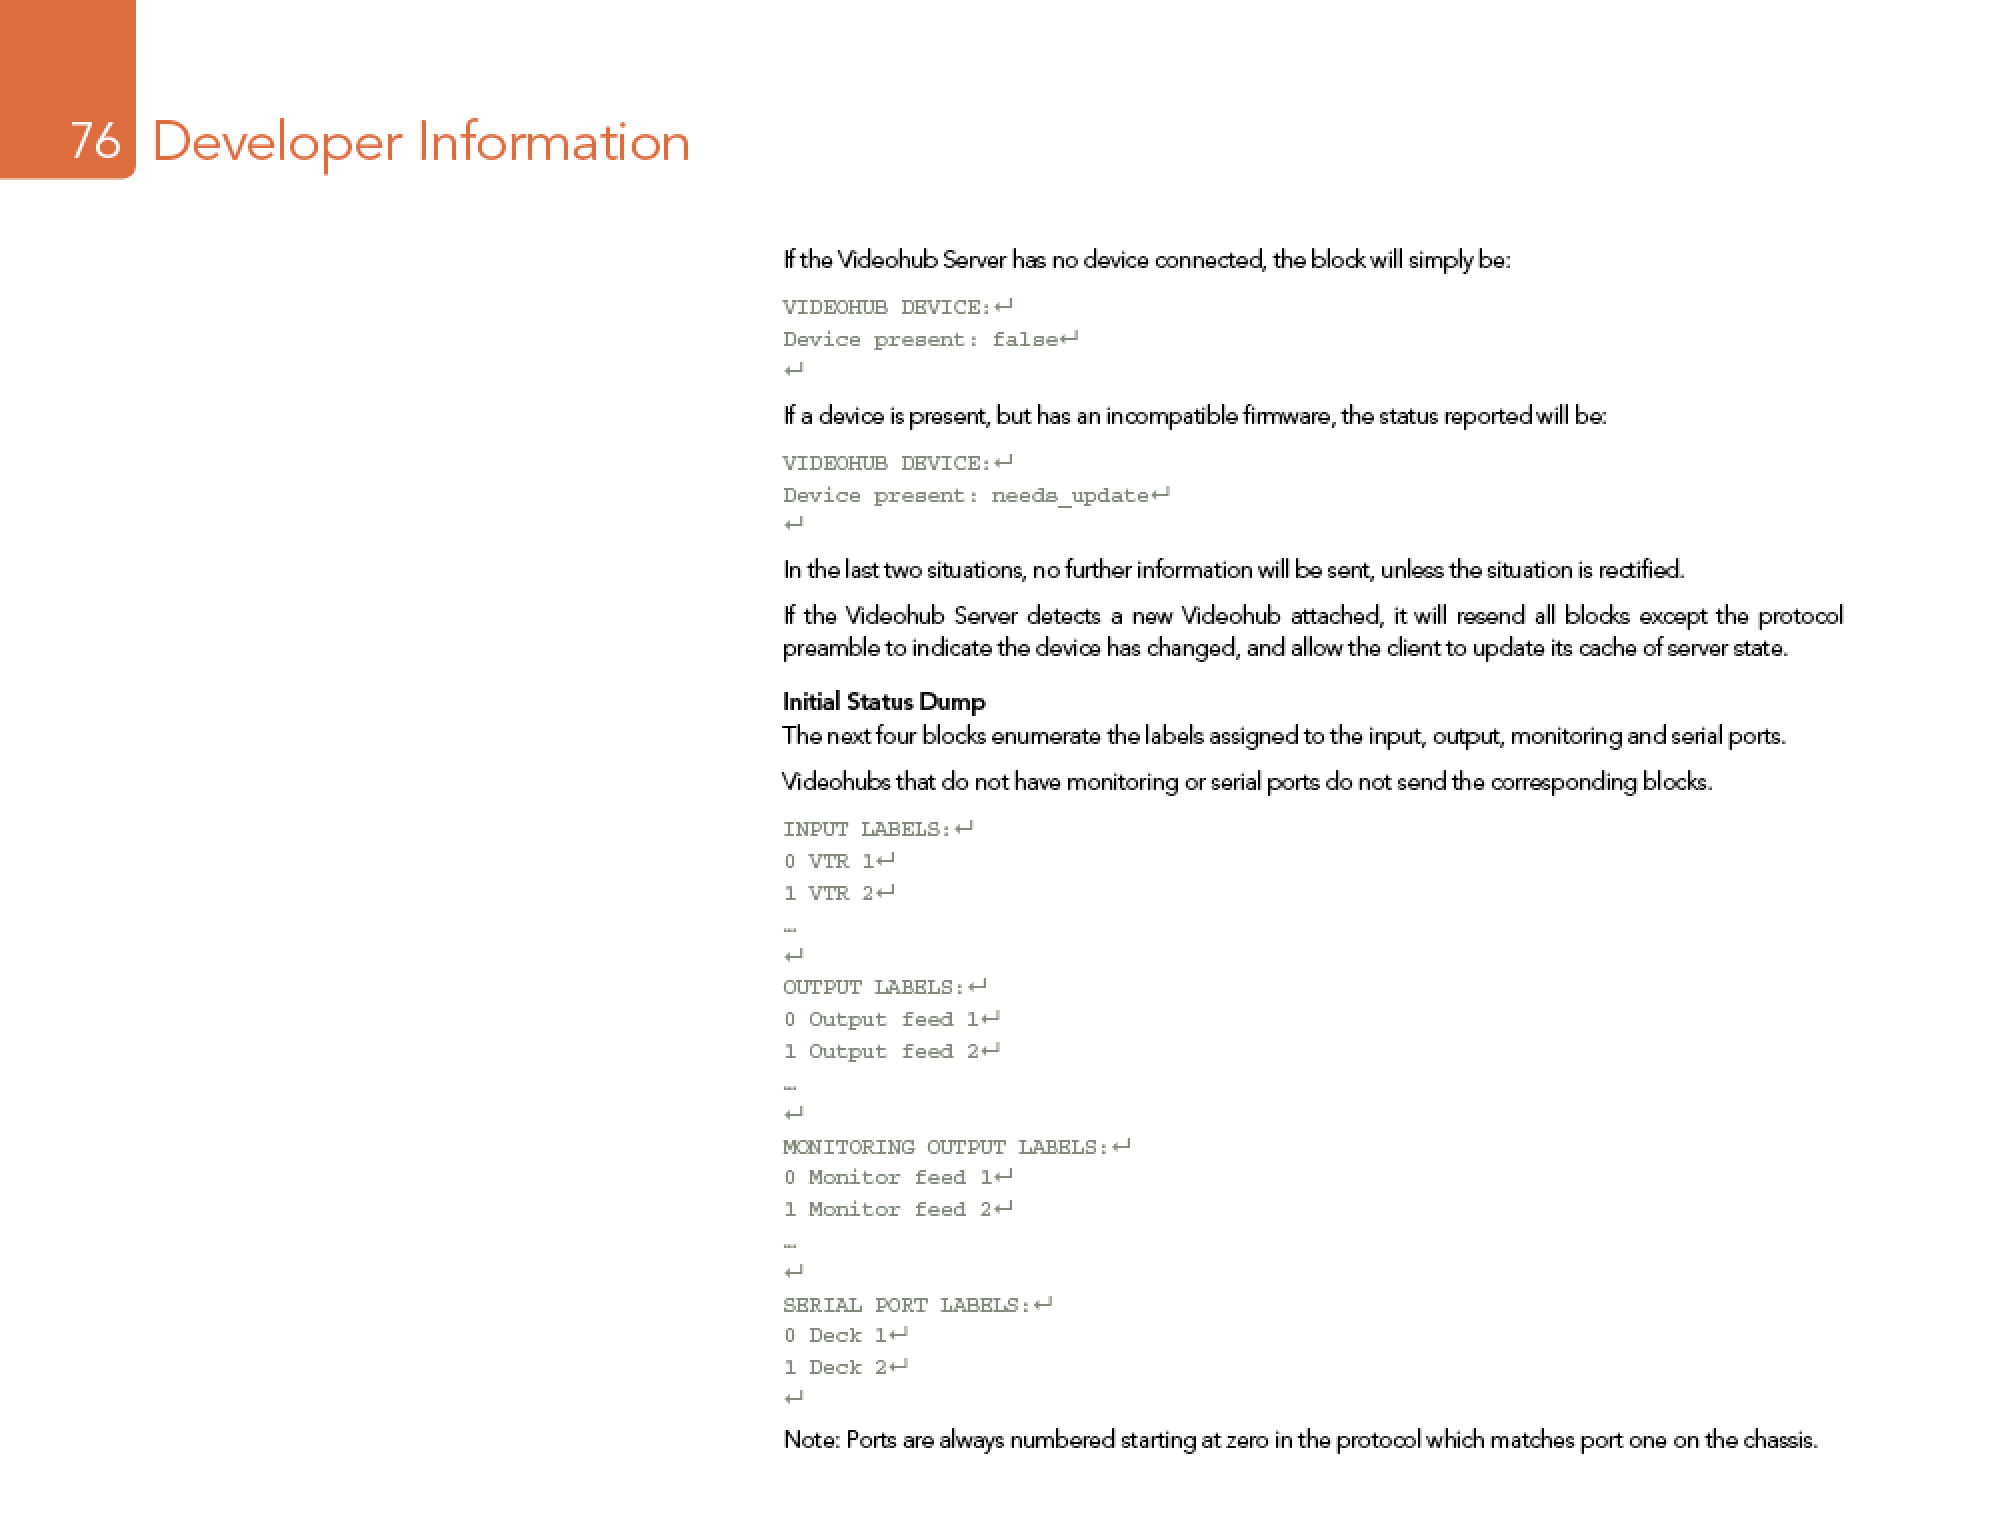 76 Developer Information
If the Videohub Server has no device connected, the block will simply be:
VIDEOHUB DEVICE:↵
Device present: false↵
↵
If a device is present, but has an incompatible firmware, the status reported will be:
VIDEOHUB DEVICE:↵
Device present: needs_update↵
↵
In the last two situations, no further information will be sent, unless the situation is rectified.
If the Videohub Server detects a new Videohub attached, it will resend all blocks except the protocol
preamble to indicate the device has changed, and allow the client to update its cache of server state.
Initial Status Dump
The next four blocks enumerate the labels assigned to the input, output, monitoring and serial ports.
Videohubs that do not have monitoring or serial ports do not send the corresponding blocks.
INPUT LABELS:↵
0 VTR 1↵
1 VTR 2↵
…
↵
OUTPUT LABELS:↵
0 Output feed 1↵
1 Output feed 2↵
…
↵
MONITORING OUTPUT LABELS:↵
0 Monitor feed 1↵
1 Monitor feed 2↵
…
↵
SERIAL PORT LABELS:↵
0 Deck 1↵
1 Deck 2↵
↵
Note: Ports are always numbered starting at zero in the protocol which matches port one on the chassis.